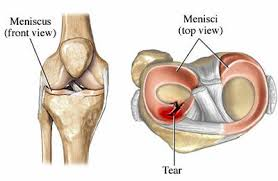 Meniscus
(front view)
Menisci
(top view)
Tear